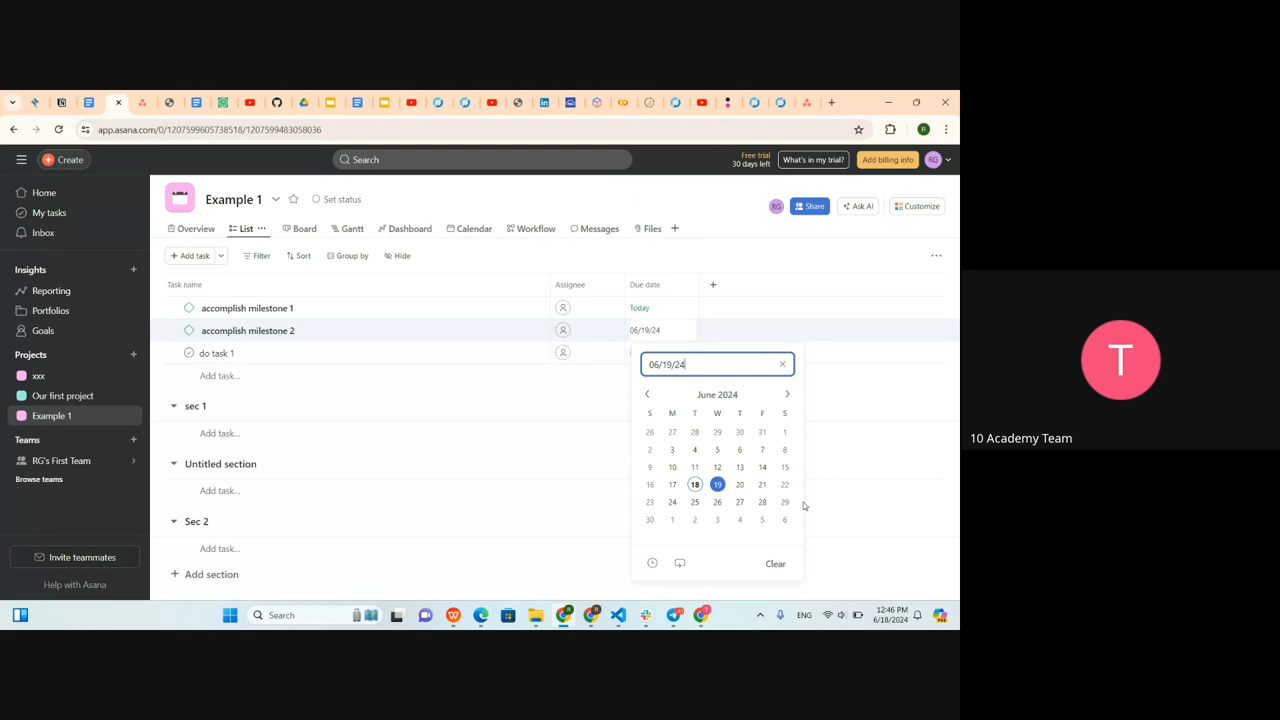 app.asana.com/0/1207599605738518/1207599483058036
Create
Search
Free trial
30 days left
What's in my trial?
Add billing info
RG
Home
My tasks
Inbox
Insights
Reporting
Portfolios
Goals
Projects
xxx
Our first project
Example 1
Teams
RG's First Team
Browse teams
Invite teammates
Help with Asana
Example 1
Set status
RG
Share
Ask AI
Customize
Overview
List
Board
Gantt
Dashboard
Calendar
Workflow
Messages
Files
Add task
Filter
Sort
Group by
Hide
Task name
Assignee
Due date
accomplish milestone 1
Today
accomplish milestone 2
06/19/24
do task 1
Add task...
sec 1
Add task...
Untitled section
Add task...
Sec 2
Add task...
Add section
06/19/24
June 2024
S M T W T F S
26 27 28 29 30 31 1
2 3 4 5 6 7 8
9 10 11 12 13 14 15
16 17 18 19 20 21 22
23 24 25 26 27 28 29
30 1 2 3 4 5 6
Clear
Search
ENG
12:46 PM
6/18/2024
T
10 Academy Team